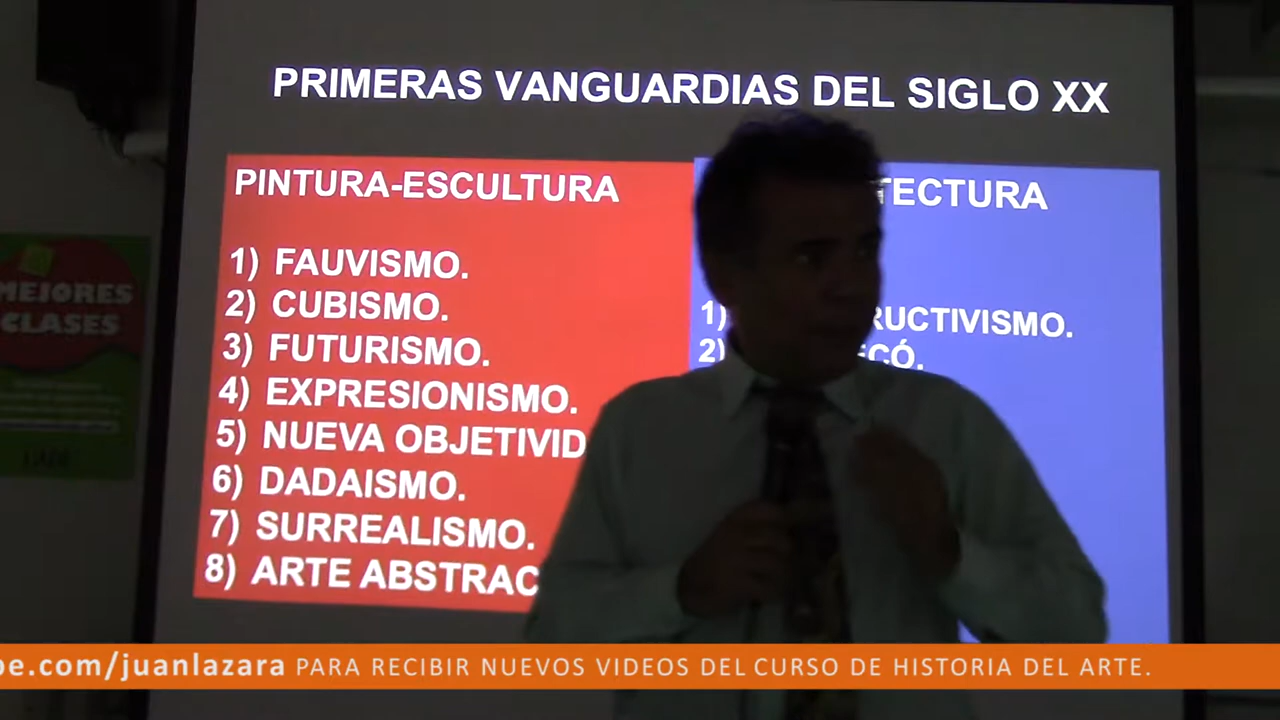 PRIMERAS VANGUARDIAS DEL SIGLO XX
PINTURA-ESCULTURA
1) FAUVISMO.
2) CUBISMO.
3) FUTURISMO.
4) EXPRESIONISMO.
5) NUEVA OBJETIVID
6) DADAISMO.
7) SURREALISMO.
8) ARTE ABSTRAC
TECTURA
1) RUCTIVISMO.
2) ECÓ.
MEJORES
CLASES
be.com/juanlazara PARA RECIBIR NUEVOS VIDEOS DEL CURSO DE HISTORIA DEL ARTE.